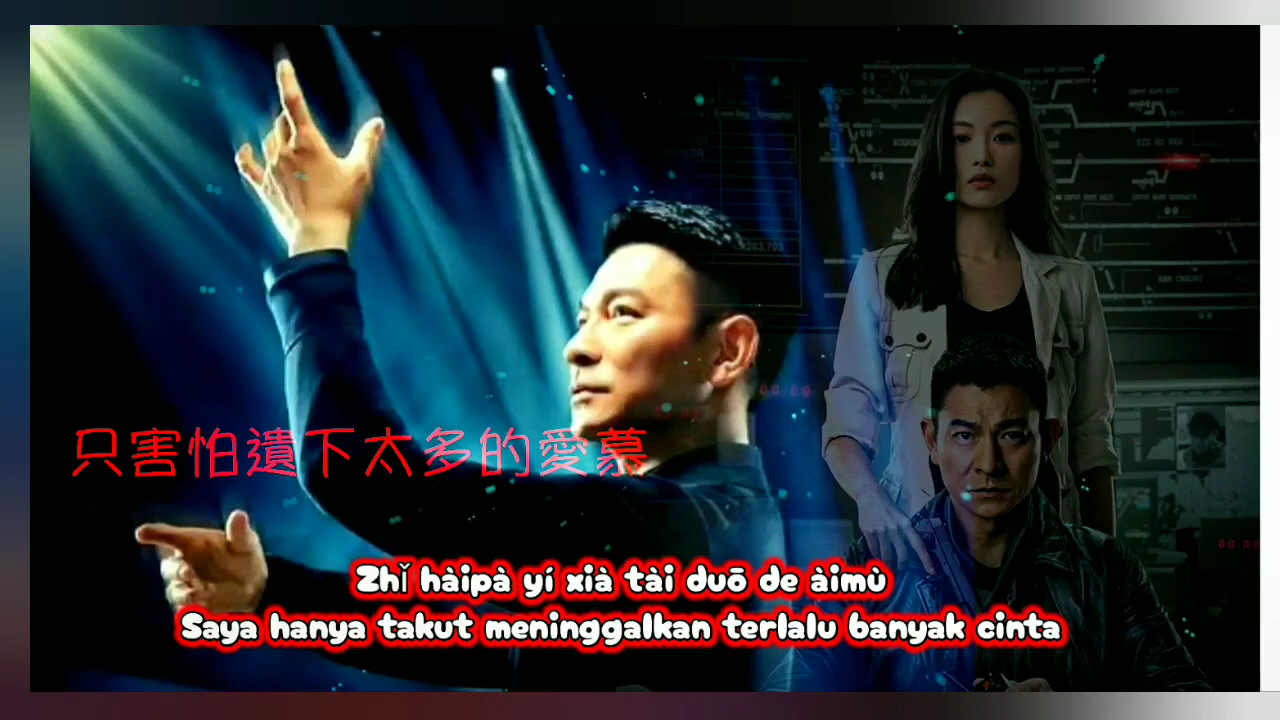 只害怕遺下太多的愛慕
Zhǐ hàipà yí xià tài duō de àimù
Saya hanya takut meninggalkan terlalu banyak cinta